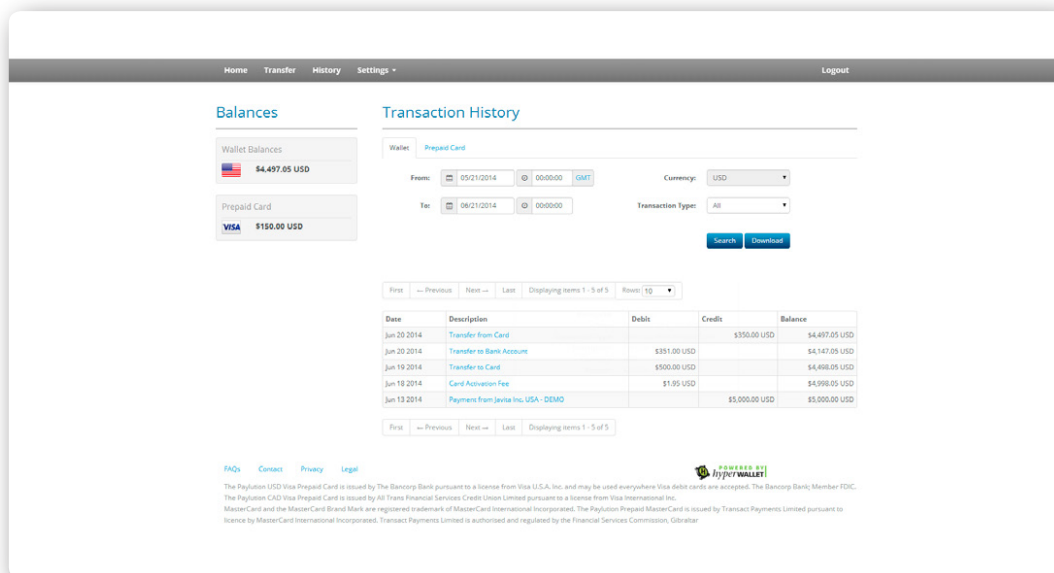 Home Transfer History Settings Logout
Balances
Wallet Balances
$4,497.05 USD
Prepaid Card
VISA $150.00 USD
Transaction History
Wallet Prepaid Card
From: 05/21/2014 00:00:00 GMT Currency: USD
To: 06/21/2014 00:00:00 Transaction Type: All
Search Download
First ← Previous Next → Last Displaying items 1 - 5 of 5 Rows: 10
Date Description Debit Credit Balance
Jun 20 2014 Transfer from Card $350.00 USD $4,497.05 USD
Jun 20 2014 Transfer to Bank Account $351.00 USD $4,147.05 USD
Jun 19 2014 Transfer to Card $500.00 USD $4,498.05 USD
Jun 18 2014 Card Activation Fee $1.95 USD $4,998.05 USD
Jun 13 2014 Payment from Javita Inc. USA - DEMO $5,000.00 USD $5,000.00 USD
First ← Previous Next → Last Displaying items 1 - 5 of 5
FAQs Contact Privacy Legal
POWERED BY
hyperWALLET
The Paylution USD Visa Prepaid Card is issued by The Bancorp Bank pursuant to a license from Visa U.S.A. Inc. and may be used everywhere Visa debit cards are accepted. The Bancorp Bank; Member FDIC.
The Paylution CAD Visa Prepaid Card is issued by All Trans Financial Services Credit Union Limited pursuant to a license from Visa International Inc.
MasterCard and the MasterCard Brand Mark are registered trademark of MasterCard International Incorporated. The Paylution Prepaid MasterCard is issued by Transact Payments Limited pursuant to
licence by MasterCard International Incorporated. Transact Payments Limited is authorised and regulated by the Financial Services Commission, Gibraltar